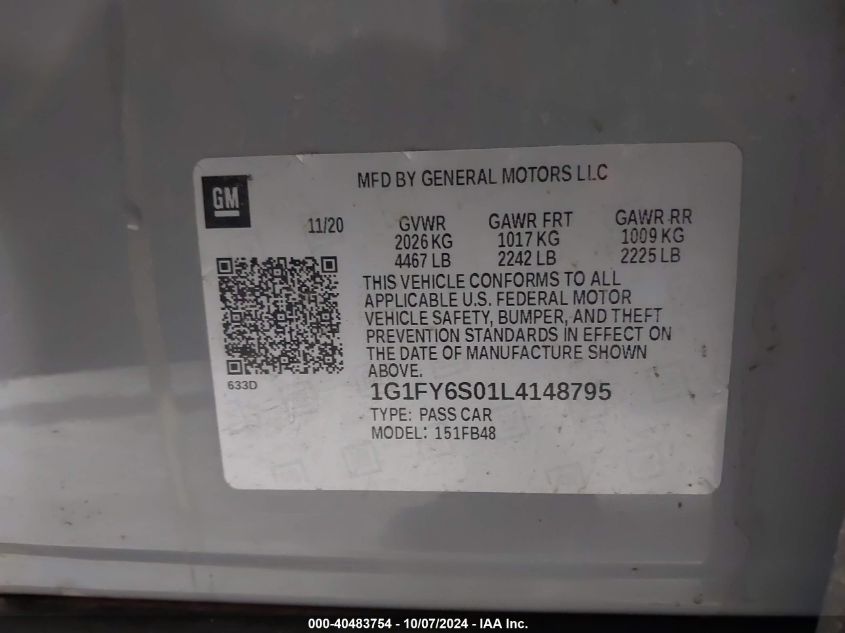 GM
MFD BY GENERAL MOTORS LLC
11/20
GVWR GAWR FRT GAWR RR
2026 KG 1017 KG 1009 KG
4467 LB 2242 LB 2225 LB
THIS VEHICLE CONFORMS TO ALL
APPLICABLE U.S. FEDERAL MOTOR
VEHICLE SAFETY, BUMPER, AND THEFT
PREVENTION STANDARDS IN EFFECT ON
THE DATE OF MANUFACTURE SHOWN
ABOVE.
633D
1G1FY6S01L4148795
TYPE: PASS CAR
MODEL: 151FB48
000-40483754 - 10/07/2024 - IAA Inc.